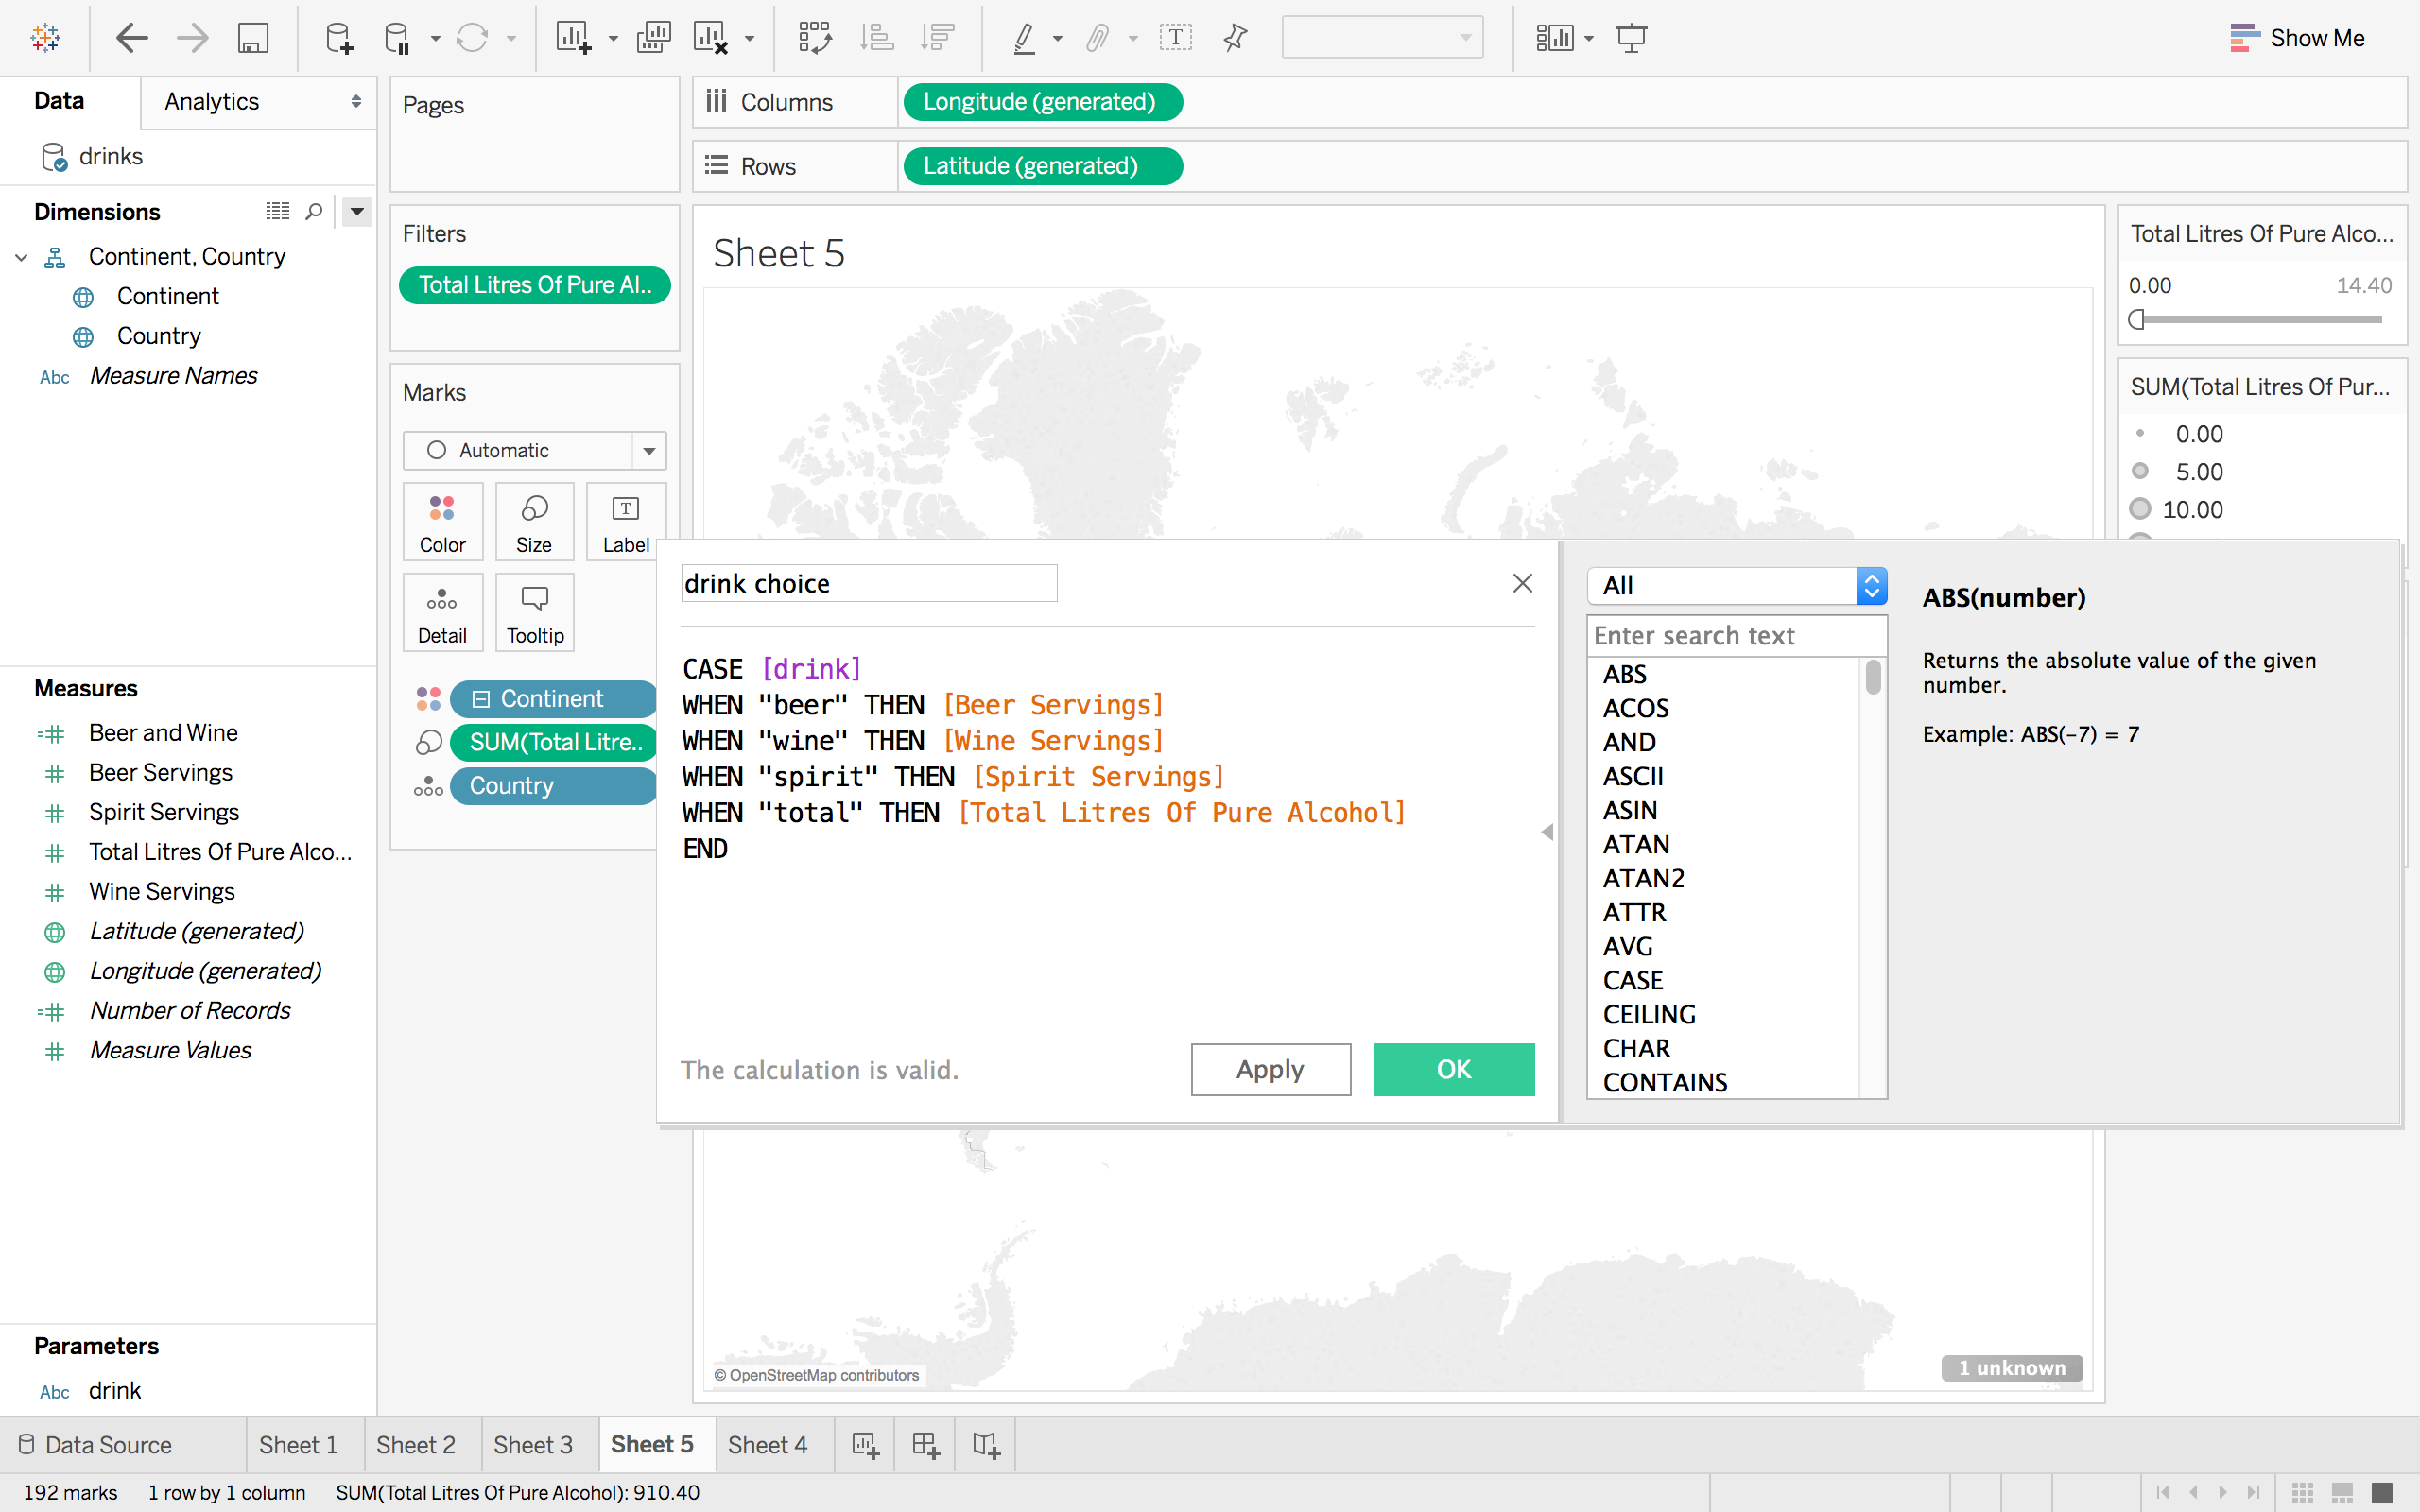 Show Me
Data
Analytics
drinks
Dimensions
Continent, Country
Continent
Country
Abc Measure Names
Measures
Beer and Wine
Beer Servings
Spirit Servings
Total Litres Of Pure Alco...
Wine Servings
Latitude (generated)
Longitude (generated)
Number of Records
Measure Values
Parameters
Abc drink
Pages
Filters
Total Litres Of Pure Al..
Marks
Automatic
Color Size Label
Detail Tooltip
Continent
SUM(Total Litre..
Country
Columns Longitude (generated)
Rows Latitude (generated)
Sheet 5
© OpenStreetMap contributors
1 unknown
Total Litres Of Pure Alco...
0.00 14.40
SUM(Total Litres Of Pur...
0.00
5.00
10.00
drink choice
CASE [drink]
WHEN "beer" THEN [Beer Servings]
WHEN "wine" THEN [Wine Servings]
WHEN "spirit" THEN [Spirit Servings]
WHEN "total" THEN [Total Litres Of Pure Alcohol]
END
The calculation is valid.
Apply
OK
All
Enter search text
ABS
ACOS
AND
ASCII
ASIN
ATAN
ATAN2
ATTR
AVG
CASE
CEILING
CHAR
CONTAINS
ABS(number)
Returns the absolute value of the given
number.
Example: ABS(-7) = 7
Data Source Sheet 1 Sheet 2 Sheet 3 Sheet 5 Sheet 4
192 marks 1 row by 1 column SUM(Total Litres Of Pure Alcohol): 910.40